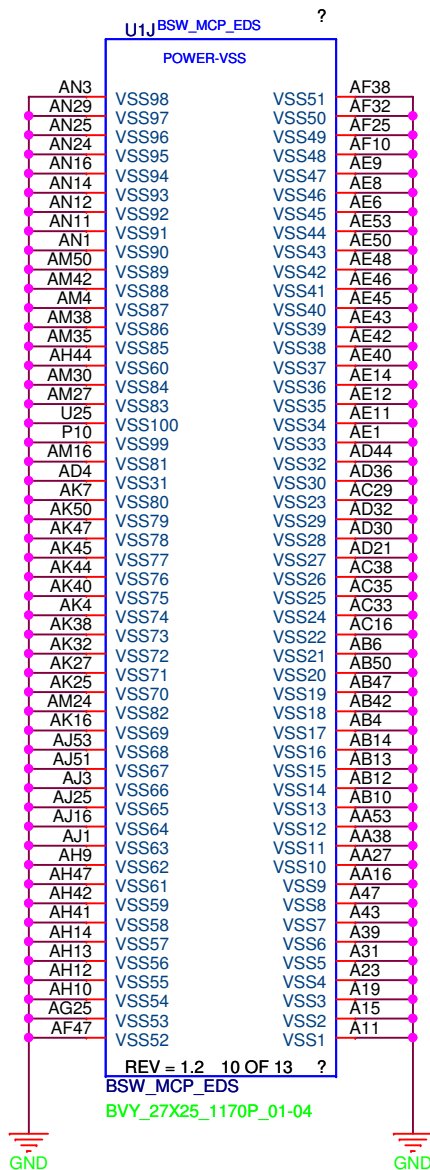 ?
U1J BSW_MCP_EDS
POWER-VSS
AN3 VSS98 VSS51 AF38
AN29 VSS97 VSS50 AF32
AN25 VSS96 VSS49 AF25
AN24 VSS95 VSS48 AF10
AN16 VSS94 VSS47 AE9
AN14 VSS93 VSS46 AE8
AN12 VSS92 VSS45 AE6
AN11 VSS91 VSS44 AE53
AN1 VSS90 VSS43 AE50
AM50 VSS89 VSS42 AE48
AM42 VSS88 VSS41 AE46
AM4 VSS87 VSS40 AE45
AM38 VSS86 VSS39 AE43
AM35 VSS85 VSS38 AE42
AH44 VSS60 VSS37 AE40
AM30 VSS84 VSS36 AE14
AM27 VSS83 VSS35 AE12
U25 VSS100 VSS34 AE11
P10 VSS99 VSS33 AE1
AM16 VSS81 VSS32 AD44
AD4 VSS31 VSS30 AD36
AK7 VSS80 VSS23 AC29
AK50 VSS79 VSS29 AD32
AK47 VSS78 VSS28 AD30
AK45 VSS77 VSS27 AD21
AK44 VSS76 VSS26 AC38
AK40 VSS75 VSS25 AC35
AK4 VSS74 VSS24 AC33
AK38 VSS73 VSS22 AC16
AK32 VSS72 VSS21 AB6
AK27 VSS71 VSS20 AB50
AK25 VSS70 VSS19 AB47
AM24 VSS82 VSS18 AB42
AK16 VSS69 VSS17 AB4
AJ53 VSS68 VSS16 AB14
AJ51 VSS67 VSS15 AB13
AJ3 VSS66 VSS14 AB12
AJ25 VSS65 VSS13 AB10
AJ16 VSS64 VSS12 AA53
AJ1 VSS63 VSS11 AA38
AH9 VSS62 VSS10 AA27
AH47 VSS61 VSS9 AA16
AH42 VSS59 VSS8 A47
AH41 VSS58 VSS7 A43
AH14 VSS57 VSS6 A39
AH13 VSS56 VSS5 A31
AH12 VSS55 VSS4 A23
AH10 VSS54 VSS3 A19
AG25 VSS53 VSS2 A15
AF47 VSS52 VSS1 A11
REV = 1.2 10 OF 13 ?
BSW_MCP_EDS
BVY_27X25_1170P_01-04
GND GND